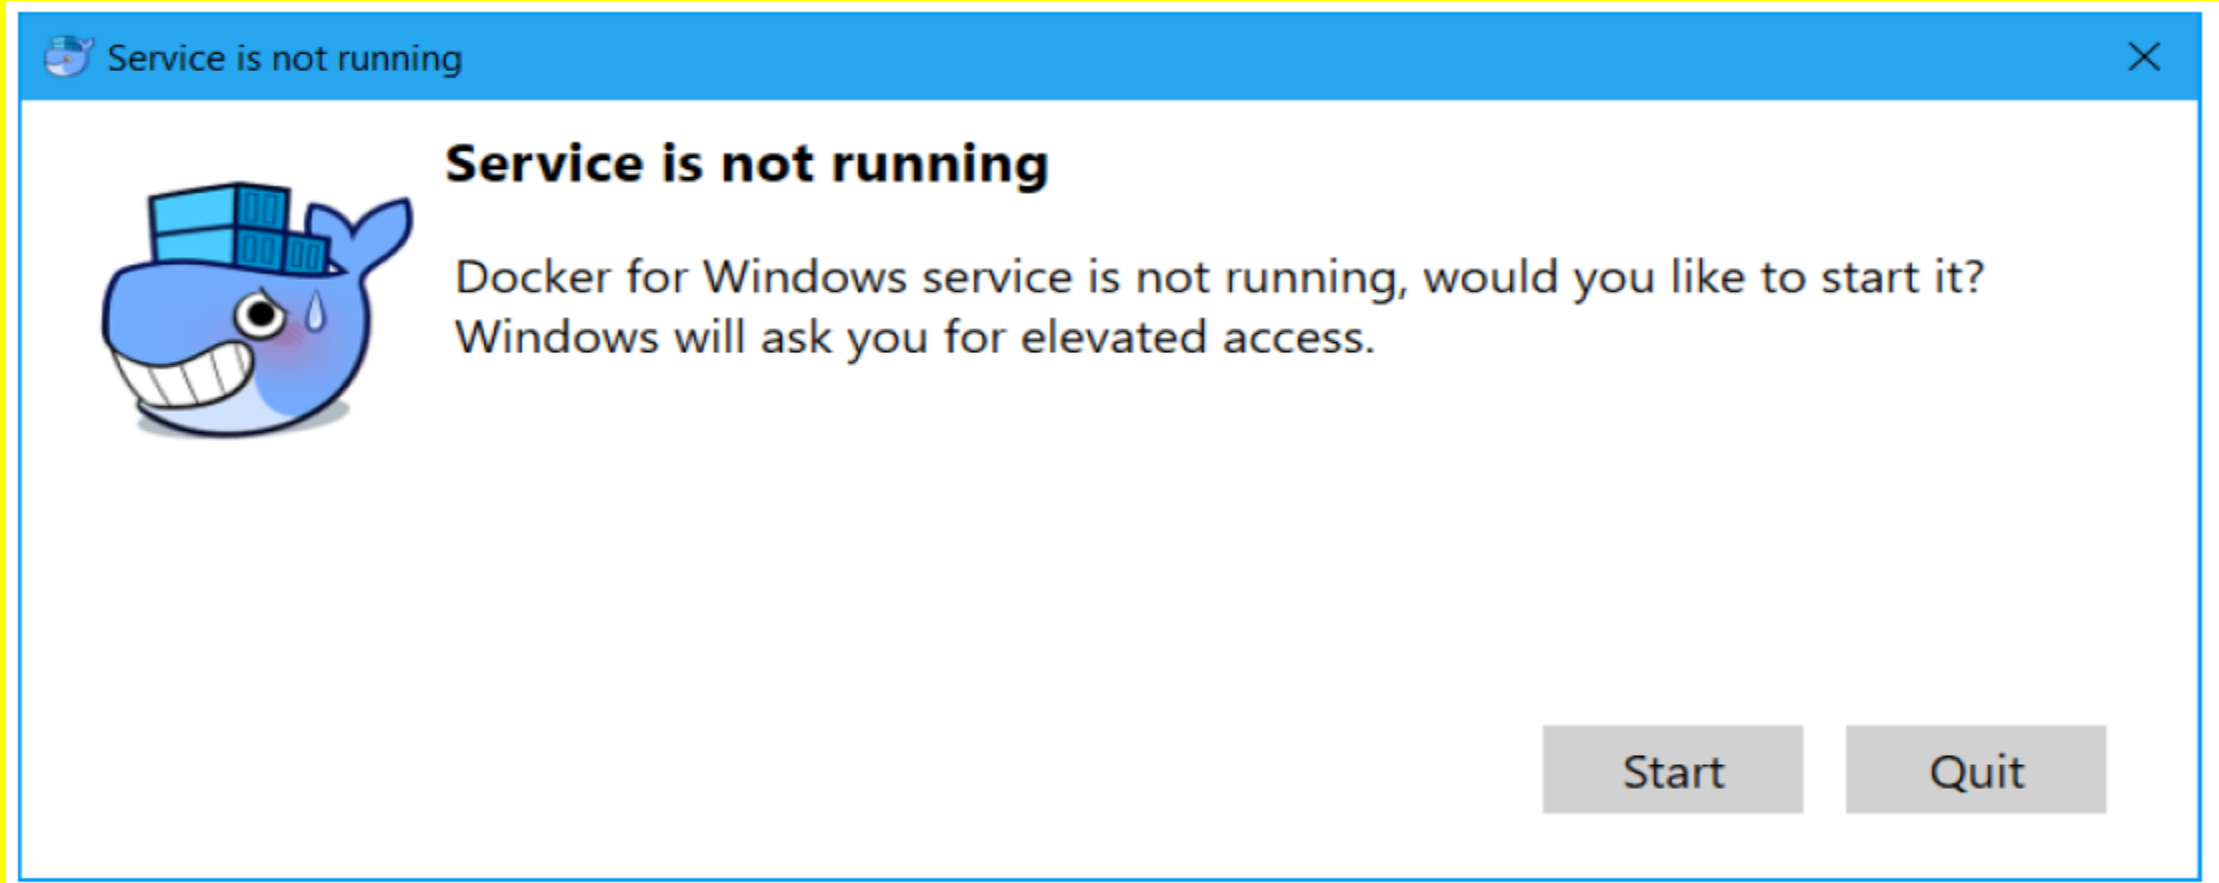 Service is not running
Service is not running
Docker for Windows service is not running, would you like to start it?
Windows will ask you for elevated access.
Start
Quit